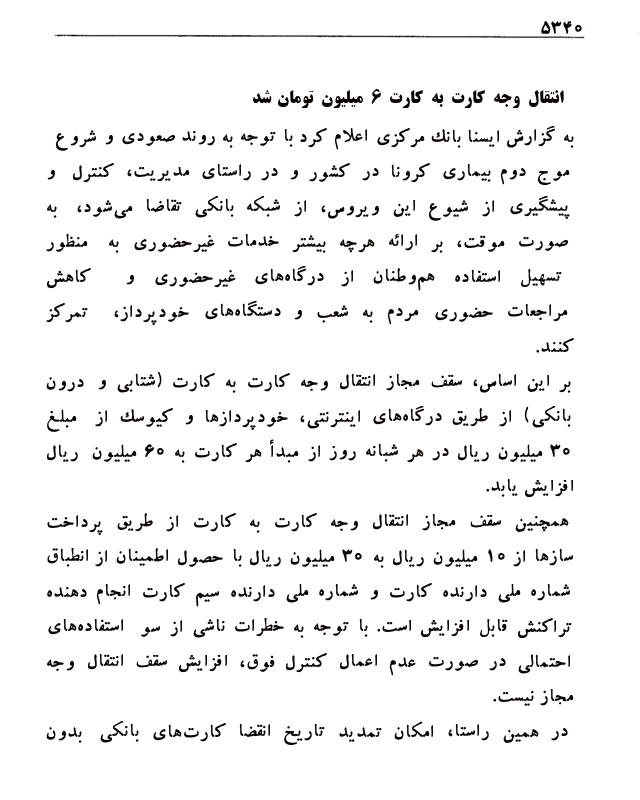 ۵۳۴۰
انتقال وجه کارت به کارت ۶ میلیون تومان شد
به گزارش ایسنا بانك مرکزی اعلام کرد با توجه به روند صعودی و شروع
موج دوم بیماری کرونا در کشور و در راستای مدیریت، کنترل و
پیشگیری از شیوع این ویروس، از شبکه بانکی تقاضا می‌شود، به
صورت موقت، بر ارائه هرچه بیشتر خدمات غیرحضوری به منظور
تسهیل استفاده هم‌وطنان از درگاه‌های غیرحضوری و کاهش
مراجعات حضوری مردم به شعب و دستگاه‌های خودپرداز، تمرکز
کنند.
بر این اساس، سقف مجاز انتقال وجه کارت به کارت (شتابی و درون
بانکی) از طریق درگاه‌های اینترنتی، خودپردازها و کیوسك از مبلغ
۳۰ میلیون ریال در هر شبانه روز از مبدأ هر کارت به ۶۰ میلیون ریال
افزایش یابد.
همچنین سقف مجاز انتقال وجه کارت به کارت از طریق پرداخت
سازها از ۱۰ میلیون ریال به ۳۰ میلیون ریال با حصول اطمینان از انطباق
شماره ملی دارنده کارت و شماره ملی دارنده سیم کارت انجام دهنده
تراکنش قابل افزایش است. با توجه به خطرات ناشی از سو استفاده‌های
احتمالی در صورت عدم اعمال کنترل فوق، افزایش سقف انتقال وجه
مجاز نیست.
در همین راستا، امکان تمدید تاریخ انقضا کارت‌های بانکی بدون